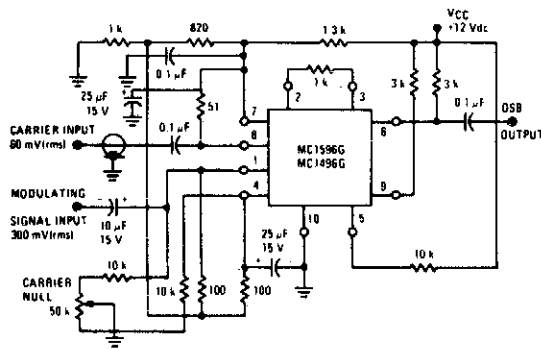 1 k
820
1.3 k
VCC
+12 Vdc
0.1 μF
25 μF
15 V
51
2
1 k
3
3 k
3 k
0.1 μF
DSB
OUTPUT
CARRIER INPUT
60 mV(rms)
0.1 μF
7
8
1
4
MC1596G
MC1496G
6
9
10
5
MODULATING
SIGNAL INPUT
300 mV(rms)
- +
10 μF
15 V
25 μF
15 V
+
10 k
CARRIER
NULL
50 k
10 k
100
100
10 k